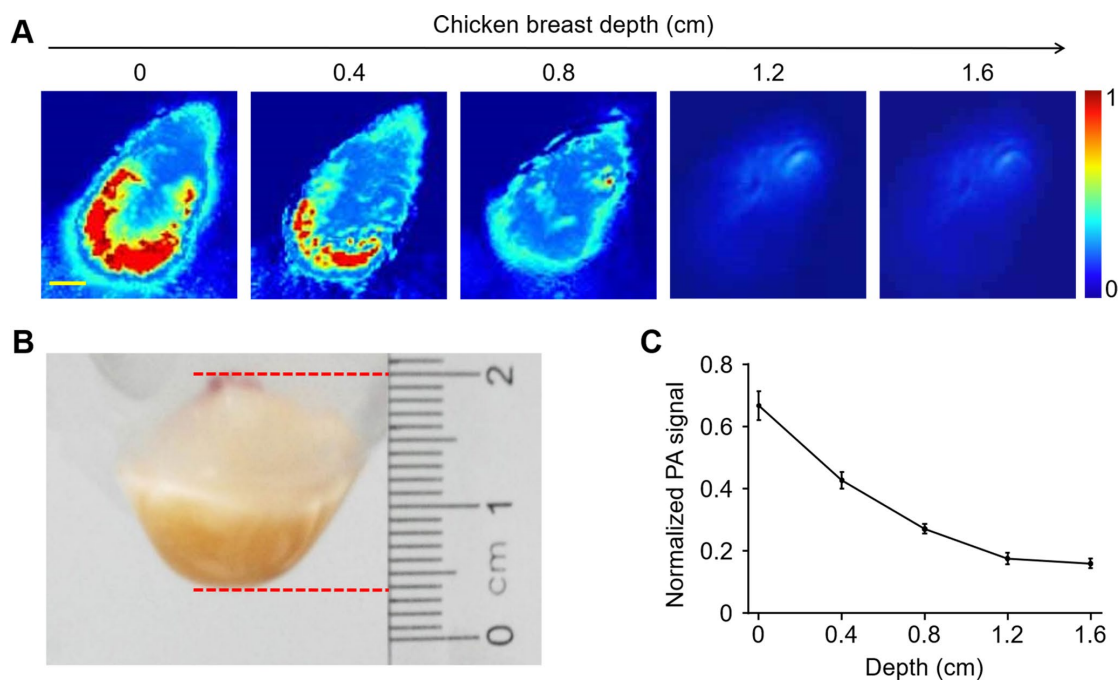 A
Chicken breast depth (cm)
0 0.4 0.8 1.2 1.6
1
0
B
2
1
cm
0
C
Normalized PA signal
0.8
0.6
0.4
0.2
0
0 0.4 0.8 1.2 1.6
Depth (cm)